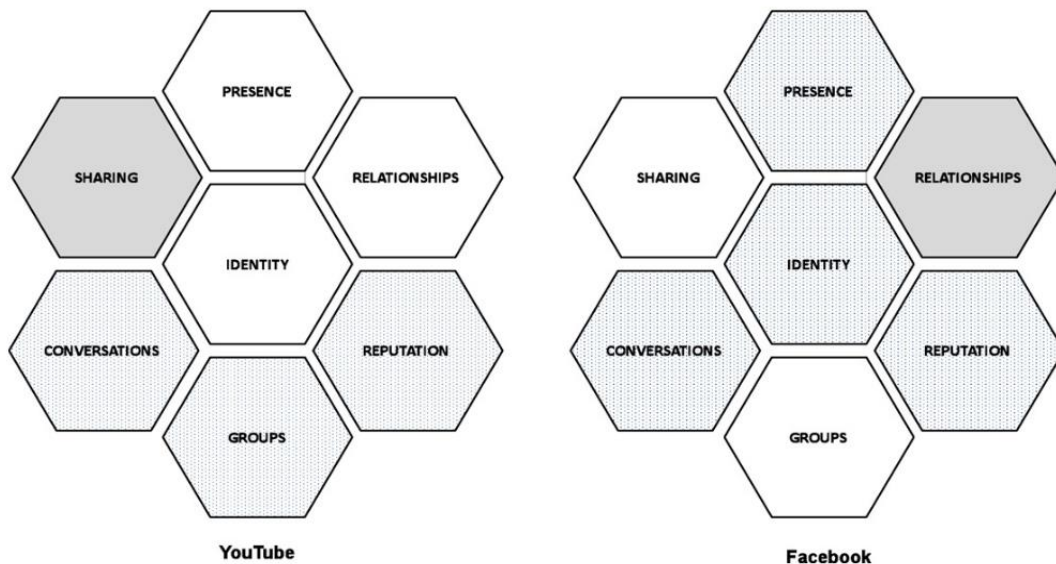 PRESENCE
SHARING
RELATIONSHIPS
IDENTITY
CONVERSATIONS
REPUTATION
GROUPS
YouTube
PRESENCE
SHARING
RELATIONSHIPS
IDENTITY
CONVERSATIONS
REPUTATION
GROUPS
Facebook